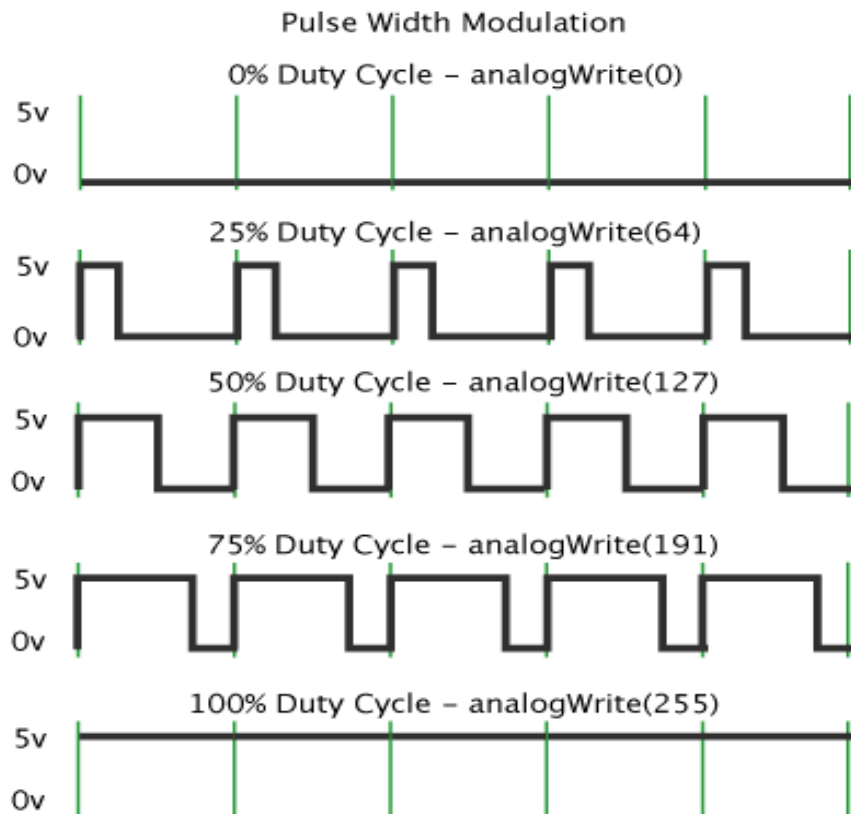 Pulse Width Modulation
0% Duty Cycle – analogWrite(0)
5v
0v
25% Duty Cycle – analogWrite(64)
5v
0v
50% Duty Cycle – analogWrite(127)
5v
0v
75% Duty Cycle – analogWrite(191)
5v
0v
100% Duty Cycle – analogWrite(255)
5v
0v